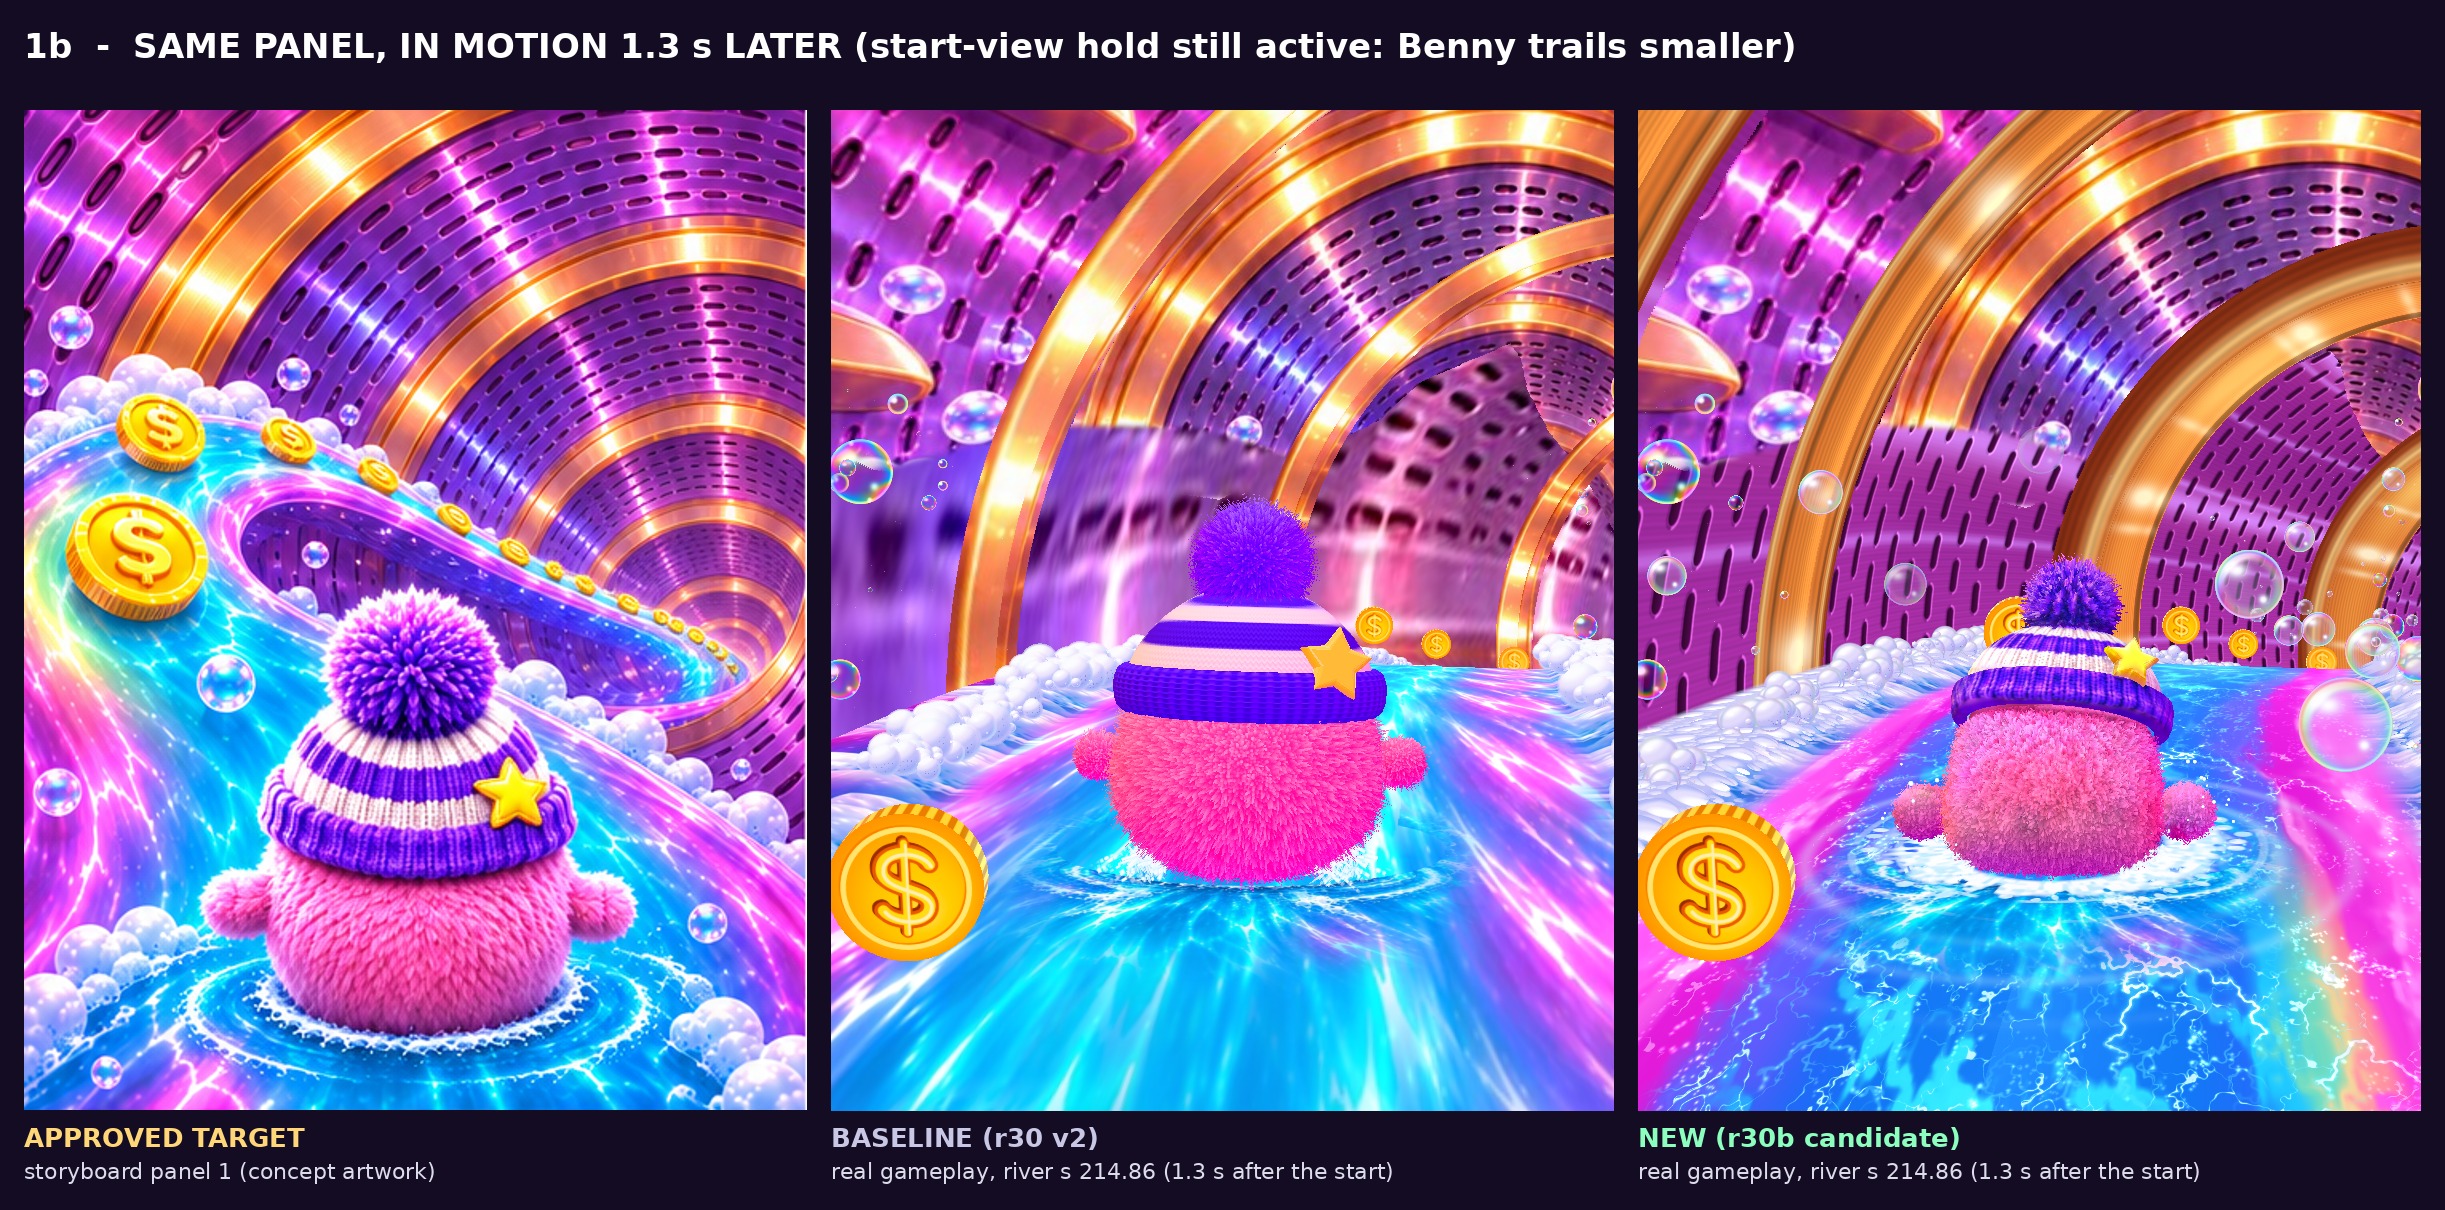 1b - SAME PANEL, IN MOTION 1.3 s LATER (start-view hold still active: Benny trails smaller)
APPROVED TARGET
storyboard panel 1 (concept artwork)
BASELINE (r30 v2)
real gameplay, river s 214.86 (1.3 s after the start)
NEW (r30b candidate)
real gameplay, river s 214.86 (1.3 s after the start)